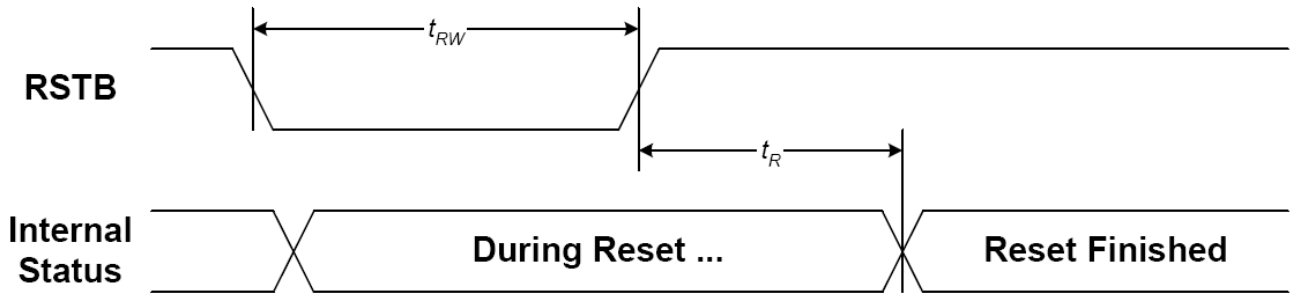 t_RW
RSTB
t_R
Internal
Status
During Reset ...
Reset Finished